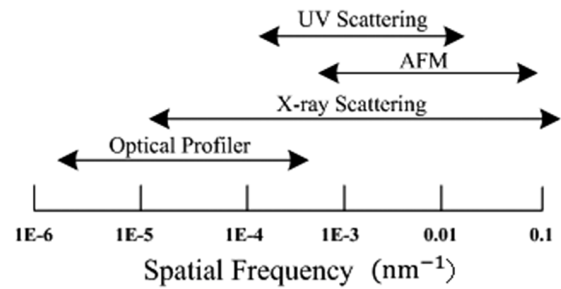 UV Scattering
AFM
X-ray Scattering
Optical Profiler
1E-6 1E-5 1E-4 1E-3 0.01 0.1
Spatial Frequency (nm⁻¹)